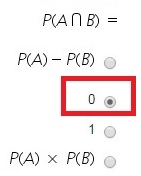 P(A ∩ B) =
P(A) – P(B)
0
1
P(A) × P(B)